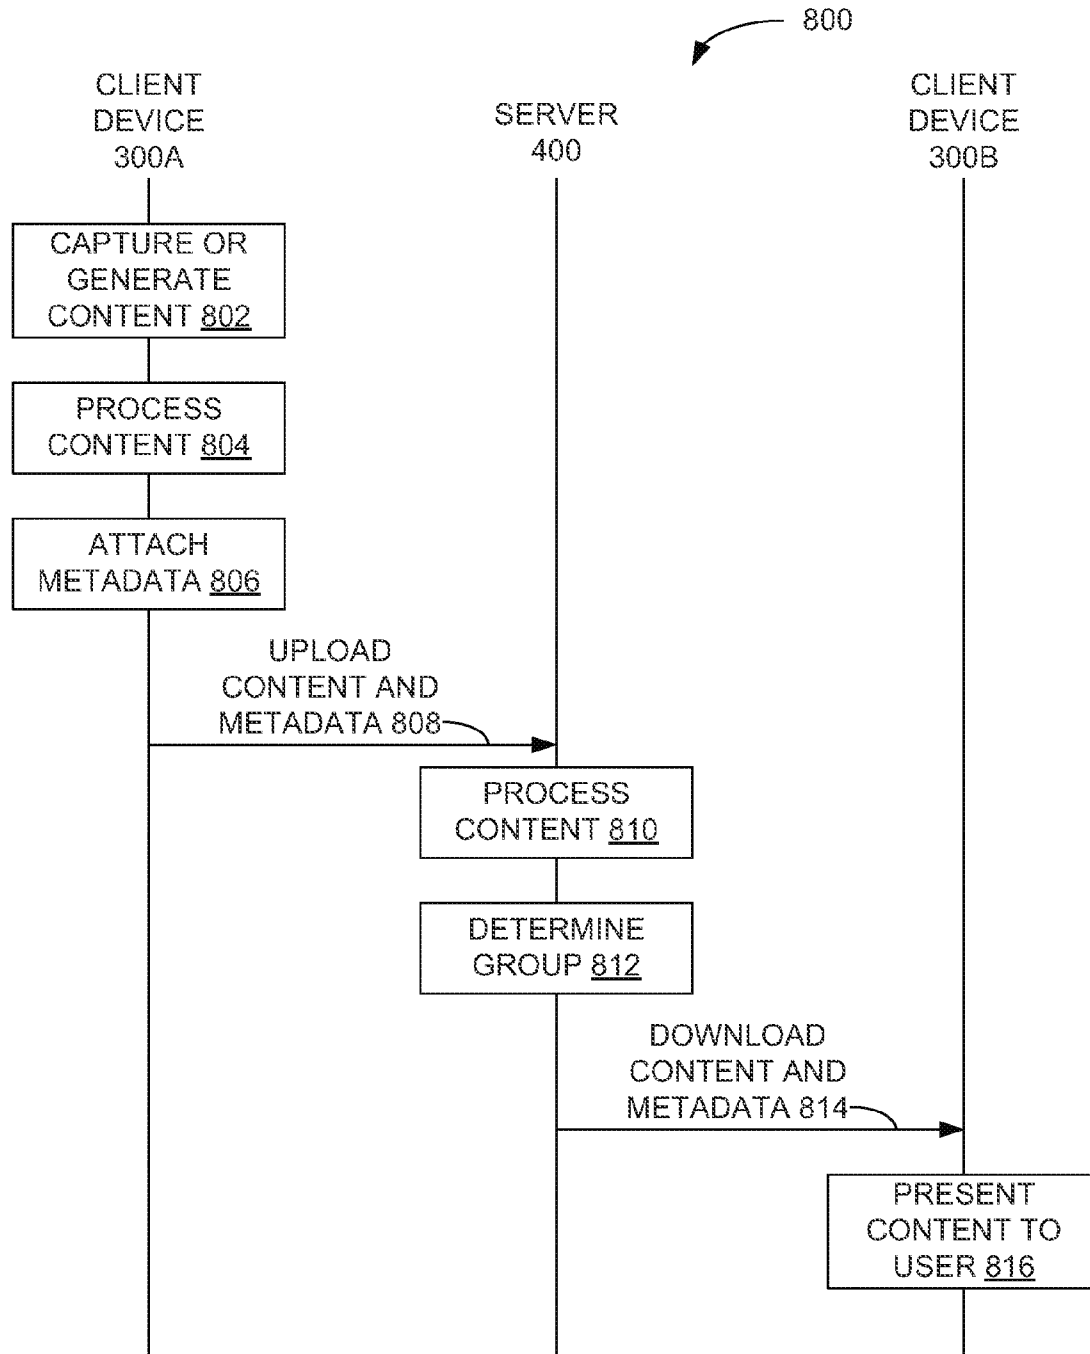 800
CLIENT
DEVICE
300A
SERVER
400
CLIENT
DEVICE
300B
CAPTURE OR
GENERATE
CONTENT 802
PROCESS
CONTENT 804
ATTACH
METADATA 806
UPLOAD
CONTENT AND
METADATA 808
PROCESS
CONTENT 810
DETERMINE
GROUP 812
DOWNLOAD
CONTENT AND
METADATA 814
PRESENT
CONTENT TO
USER 816